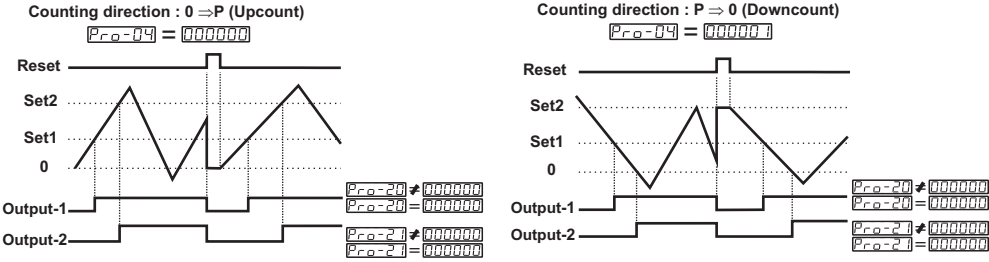 Counting direction : 0 ⇒P (Upcount)
Pro-04 = 000000
Reset
Set2
Set1
0
Output-1
Pro-20 ≠ 000000
Pro-20 = 000000
Output-2
Pro-21 ≠ 000000
Pro-21 = 000000
Counting direction : P ⇒ 0 (Downcount)
Pro-04 = 000001
Reset
Set2
Set1
0
Output-1
Pro-20 ≠ 000000
Pro-20 = 000000
Output-2
Pro-21 ≠ 000000
Pro-21 = 000000